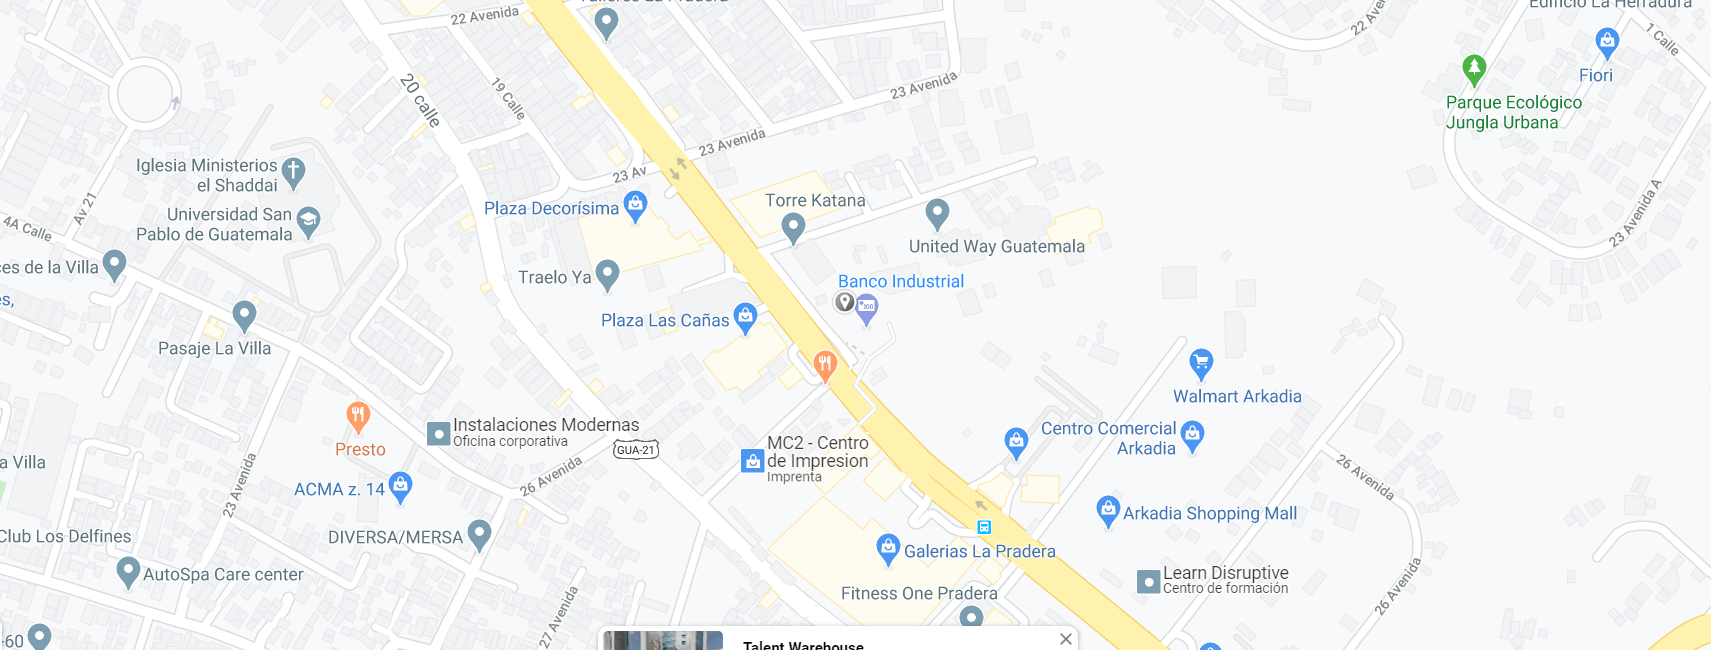 22 Avenida
Edificio La Herradura
22 Ave
1 Calle
Fiori
20 calle
19 Calle
23 Avenida
Parque Ecológico
Jungla Urbana
23 Avenida
23 Av
Iglesia Ministerios
el Shaddai
Av 21
4A Calle
Universidad San
Pablo de Guatemala
Plaza Decorísima
Torre Katana
United Way Guatemala
23 Avenida A
es de la Villa
Traelo Ya
Banco Industrial
s,
Plaza Las Cañas
Pasaje La Villa
Walmart Arkadia
Presto
Instalaciones Modernas
Oficina corporativa
GUA-21
MC2 - Centro
de Impresion
Imprenta
Centro Comercial
Arkadia
a Villa
23 Avenida
26 Avenida
26 Avenida
ACMA z. 14
Arkadia Shopping Mall
Club Los Delfines
DIVERSA/MERSA
Galerias La Pradera
AutoSpa Care center
Fitness One Pradera
Learn Disruptive
Centro de formación
26 Avenida
27 Avenida
-60
Talent Warehouse